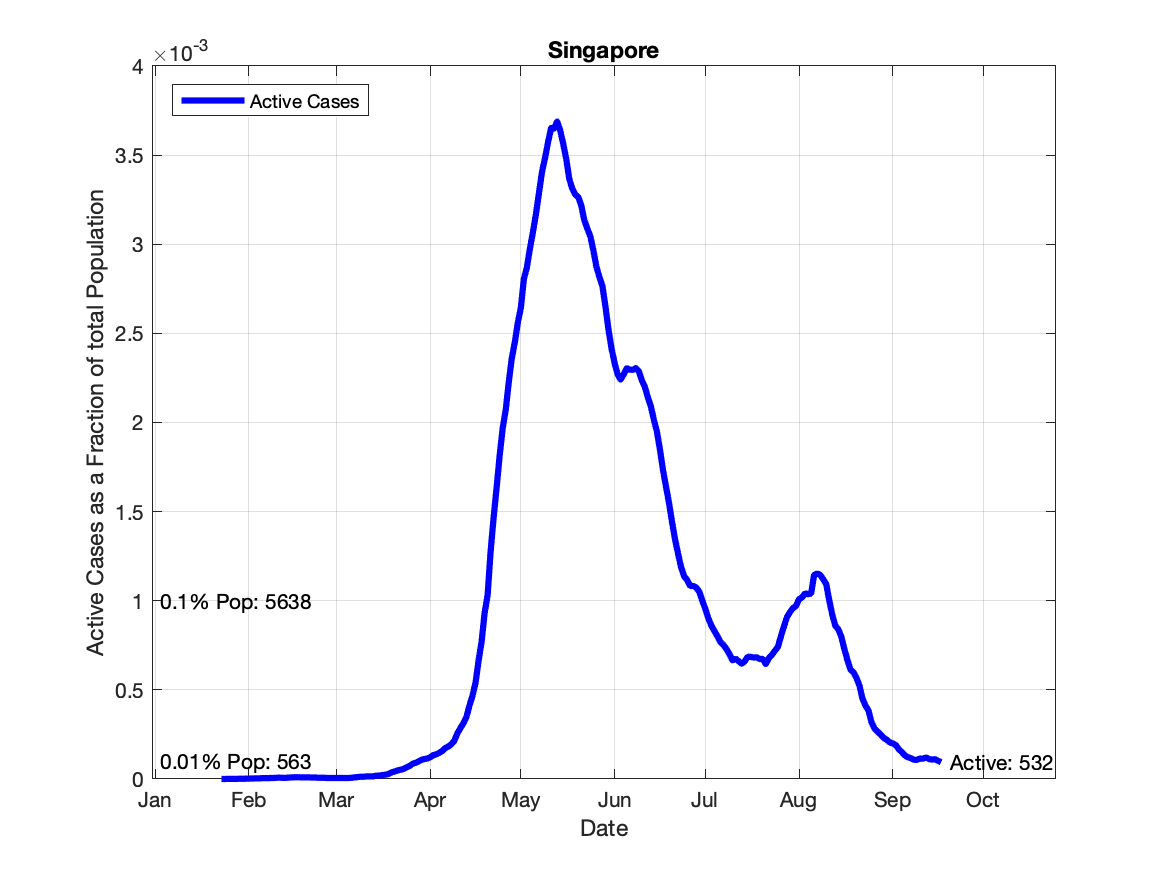 Singapore
×10-3
Active Cases
4
3.5
3
2.5
2
1.5
1
0.5
0
Active Cases as a Fraction of total Population
0.1% Pop: 5638
0.01% Pop: 563
Active: 532
Jan Feb Mar Apr May Jun Jul Aug Sep Oct
Date